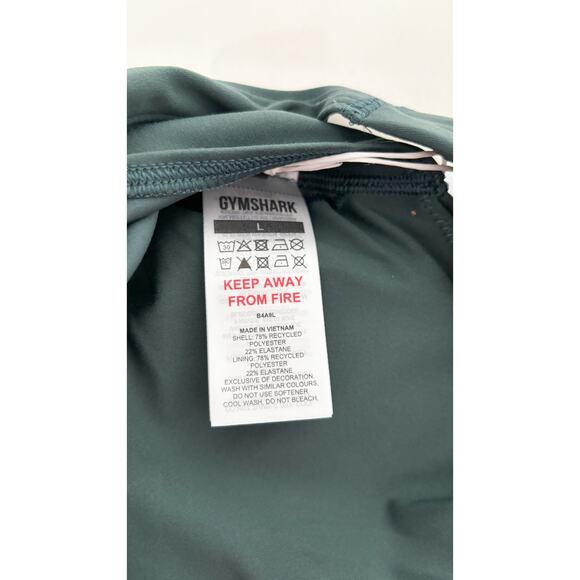 GYMSHARK
L
30
KEEP AWAY
FROM FIRE
B4A9L
MADE IN VIETNAM
SHELL: 78% RECYCLED
POLYESTER
22% ELASTANE
LINING: 78% RECYCLED
POLYESTER
22% ELASTANE
EXCLUSIVE OF DECORATION.
WASH WITH SIMILAR COLOURS.
DO NOT USE SOFTENER
COOL WASH, DO NOT BLEACH.